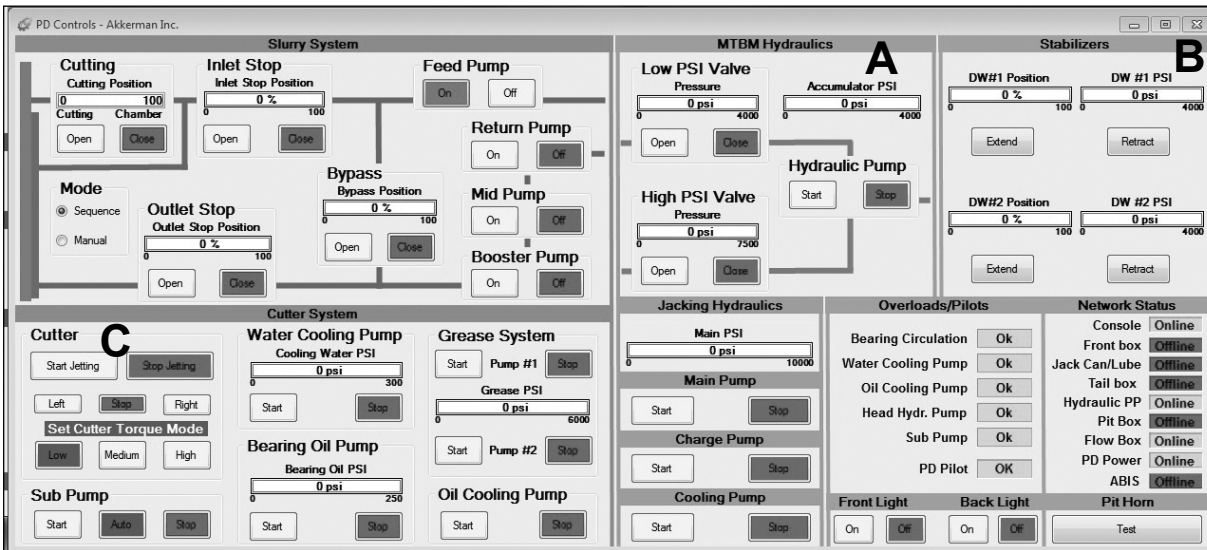 PD Controls - Akkerman Inc.
Slurry System
Cutting
Cutting Position
0 100
Cutting Chamber
Open Close
Inlet Stop
Inlet Stop Position
0 %
0 100
Open Close
Feed Pump
On Off
Return Pump
On Off
Mode
Sequence
Manual
Outlet Stop
Outlet Stop Position
0 %
0 100
Open Close
Bypass
Bypass Position
0 %
0 100
Open Close
Mid Pump
On Off
Booster Pump
On Off
MTBM Hydraulics
A
Low PSI Valve
Pressure
0 psi
0 4000
Open Close
Accumulator PSI
0 psi
0 4000
Hydraulic Pump
Start Stop
High PSI Valve
Pressure
0 psi
0 7500
Open Close
Stabilizers
B
DW#1 Position DW #1 PSI
0 % 0 psi
0 100 0 4000
Extend Retract
DW#2 Position DW #2 PSI
0 % 0 psi
0 100 0 4000
Extend Retract
Cutter System
Cutter
C
Start Jetting Stop Jetting
Left Stop Right
Set Cutter Torque Mode
Low Medium High
Sub Pump
Start Auto Stop
Water Cooling Pump
Cooling Water PSI
0 psi
0 300
Start Stop
Bearing Oil Pump
Bearing Oil PSI
0 psi
0 250
Start Stop
Grease System
Start Pump #1 Stop
Grease PSI
0 psi
0 6000
Start Pump #2 Stop
Oil Cooling Pump
Start Stop
Jacking Hydraulics
Main PSI
0 psi
0 10000
Main Pump
Start Stop
Charge Pump
Start Stop
Cooling Pump
Start Stop
Overloads/Pilots
Bearing Circulation Ok
Water Cooling Pump Ok
Oil Cooling Pump Ok
Head Hydr. Pump Ok
Sub Pump Ok
PD Pilot OK
Front Light Back Light
On Off On Off
Network Status
Console Online
Front box Offline
Jack Can/Lube Offline
Tail box Offline
Hydraulic PP Online
Pit Box Offline
Flow Box Online
PD Power Online
ABIS Offline
Pit Horn
Test